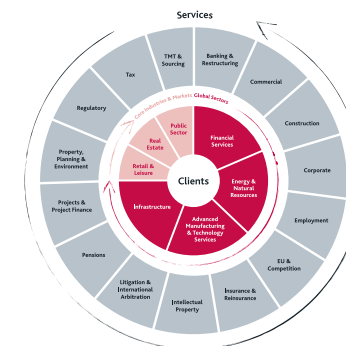 Services
TMT &
Sourcing
Banking &
Restructuring
Commercial
Construction
Corporate
Employment
EU &
Competition
Insurance &
Reinsurance
Intellectual
Property
Litigation &
International
Arbitration
Pensions
Projects &
Project Finance
Property,
Planning &
Environment
Regulatory
Tax
Core Industries & Markets
Global Sectors
Public
Sector
Real
Estate
Retail &
Leisure
Financial
Services
Energy &
Natural
Resources
Advanced
Manufacturing
& Technology
Services
Infrastructure
Clients